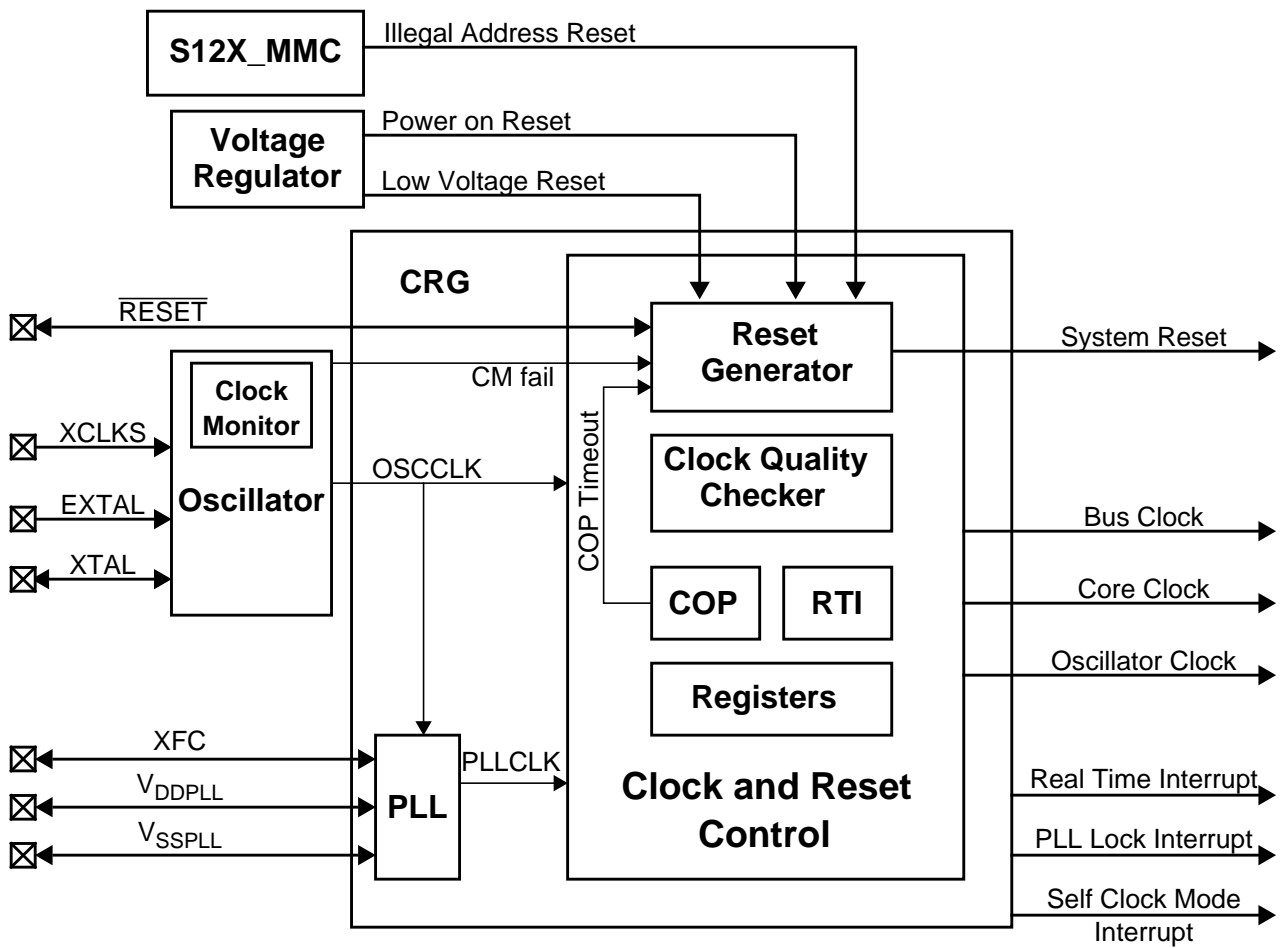 S12X_MMC
Illegal Address Reset
Voltage
Regulator
Power on Reset
Low Voltage Reset
CRG
RESET
Reset
Generator
System Reset
CM fail
Clock
Monitor
XCLKS
OSCCLK
COP Timeout
Clock Quality
Checker
EXTAL
Oscillator
Bus Clock
XTAL
COP
RTI
Core Clock
Oscillator Clock
Registers
XFC
PLLCLK
VDDPLL
PLL
VSSPLL
Clock and Reset
Control
Real Time Interrupt
PLL Lock Interrupt
Self Clock Mode
Interrupt